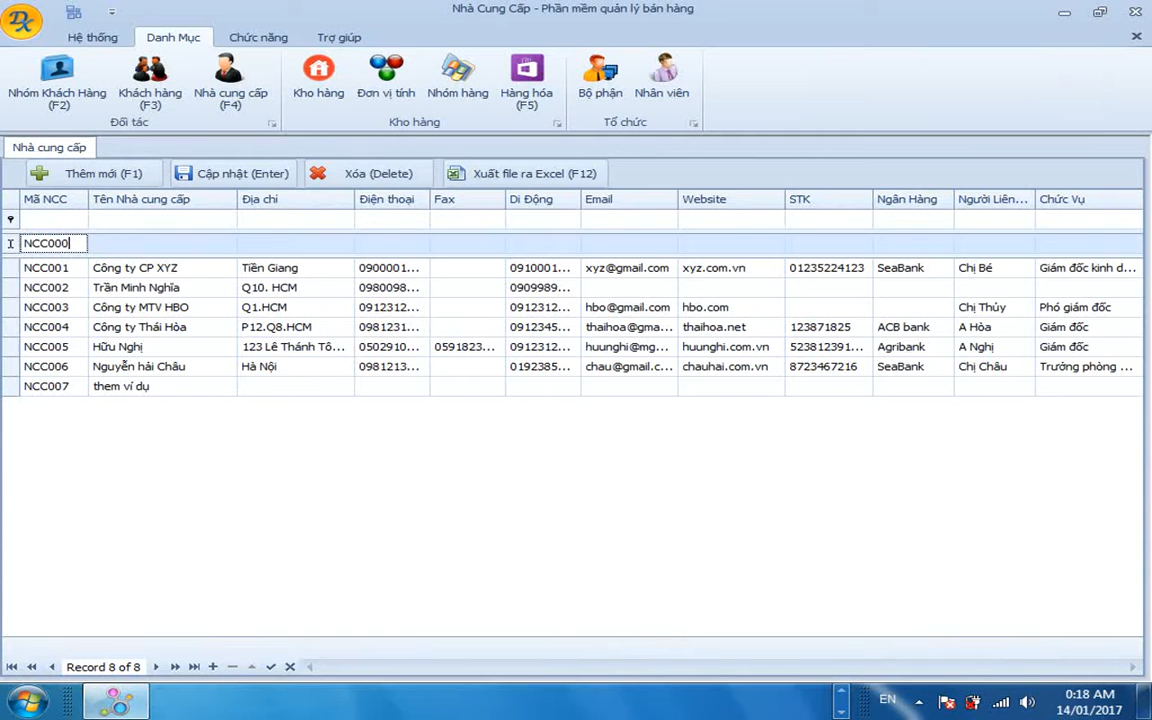 Nhà Cung Cấp - Phần mềm quản lý bán hàng
Hệ thống Danh Mục Chức năng Trợ giúp
Nhóm Khách Hàng (F2) Khách hàng (F3) Nhà cung cấp (F4) Kho hàng Đơn vị tính Nhóm hàng Hàng hóa (F5) Bộ phận Nhân viên
Đối tác Kho hàng Tổ chức
Nhà cung cấp
Thêm mới (F1) Cập nhật (Enter) Xóa (Delete) Xuất file ra Excel (F12)
Mã NCC Tên Nhà cung cấp Địa chỉ Điện thoại Fax Di Động Email Website STK Ngân Hàng Người Liên... Chức Vụ
NCC000
NCC001 Công ty CP XYZ Tiền Giang 0900001... 0910001... xyz@gmail.com xyz.com.vn 01235224123 SeaBank Chị Bé Giám đốc kinh d...
NCC002 Trần Minh Nghĩa Q10. HCM 0980098... 0909989...
NCC003 Công ty MTV HBO Q1.HCM 0912312... 0912312... hbo@gmail.com hbo.com Chị Thủy Phó giám đốc
NCC004 Công ty Thái Hòa P12.Q8.HCM 0981231... 0912345... thaihoa@gma... thaihoa.net 123871825 ACB bank A Hòa Giám đốc
NCC005 Hữu Nghị 123 Lê Thánh Tô... 0502910... 0591823... 0912312... huunghi@mg... huunghi.com.vn 523812391... Agribank A Nghị Giám đốc
NCC006 Nguyễn hải Châu Hà Nội 0981213... 0192385... chau@gmail.c... chauhai.com.vn 8723467216 SeaBank Chị Châu Trưởng phòng ...
NCC007 them ví dụ
Record 8 of 8
EN 0:18 AM
14/01/2017